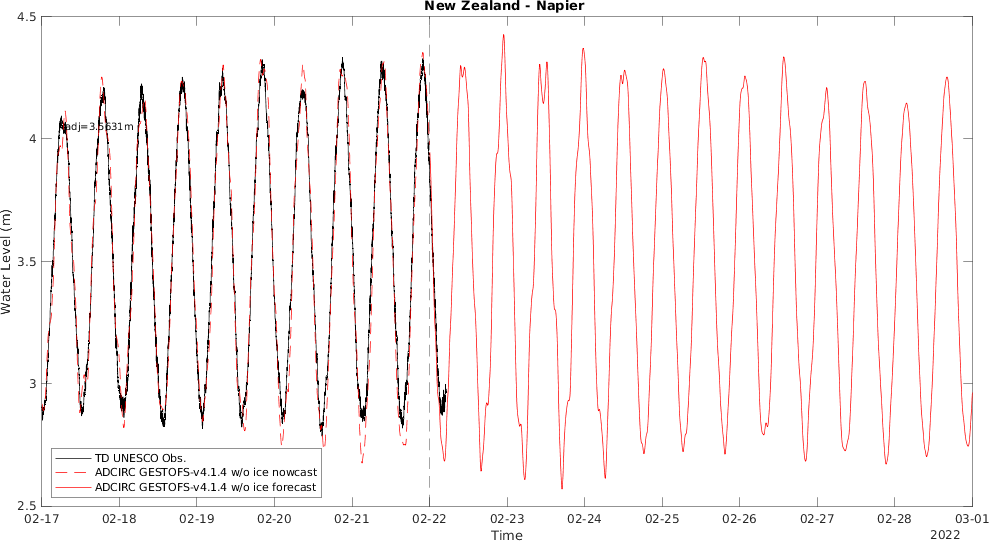 New Zealand - Napier
4.5
4
3.5
3
2.5
Water Level (m)
adj=3.5631m
TD UNESCO Obs.
ADCIRC GESTOFS-v4.1.4 w/o ice nowcast
ADCIRC GESTOFS-v4.1.4 w/o ice forecast
02-17 02-18 02-19 02-20 02-21 02-22 02-23 02-24 02-25 02-26 02-27 02-28 03-01
Time
2022